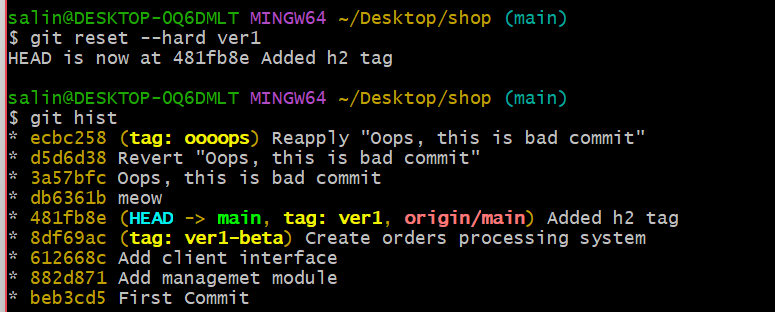 salin@DESKTOP-OQ6DMLT MINGW64 ~/Desktop/shop (main)
$ git reset --hard ver1
HEAD is now at 481fb8e Added h2 tag
salin@DESKTOP-OQ6DMLT MINGW64 ~/Desktop/shop (main)
$ git hist
* ecbc258 (tag: oooops) Reapply "Oops, this is bad commit"
* d5d6d38 Revert "Oops, this is bad commit"
* 3a57bfc Oops, this is bad commit
* db6361b meow
* 481fb8e (HEAD -> main, tag: ver1, origin/main) Added h2 tag
* 8df69ac (tag: ver1-beta) Create orders processing system
* 612668c Add client interface
* 882d871 Add managemet module
* beb3cd5 First Commit